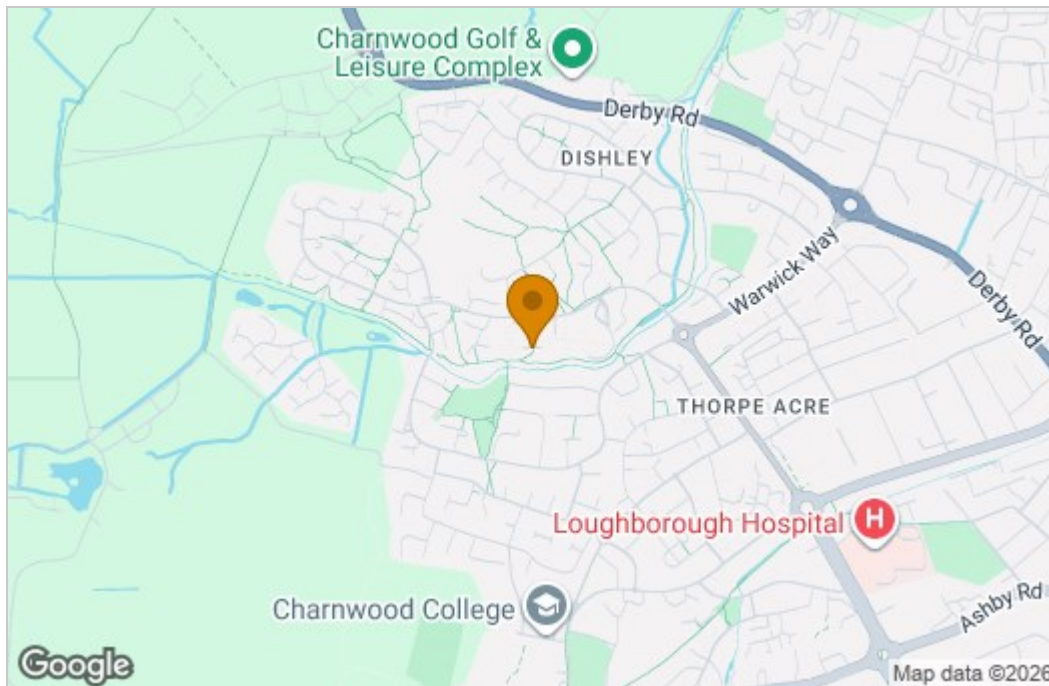 Charnwood Golf &
Leisure Complex
Derby Rd
DISHLEY
Warwick Way
Derby Rd
THORPE ACRE
Loughborough Hospital
H
Charnwood College
Ashby Rd
Google
Map data ©2026